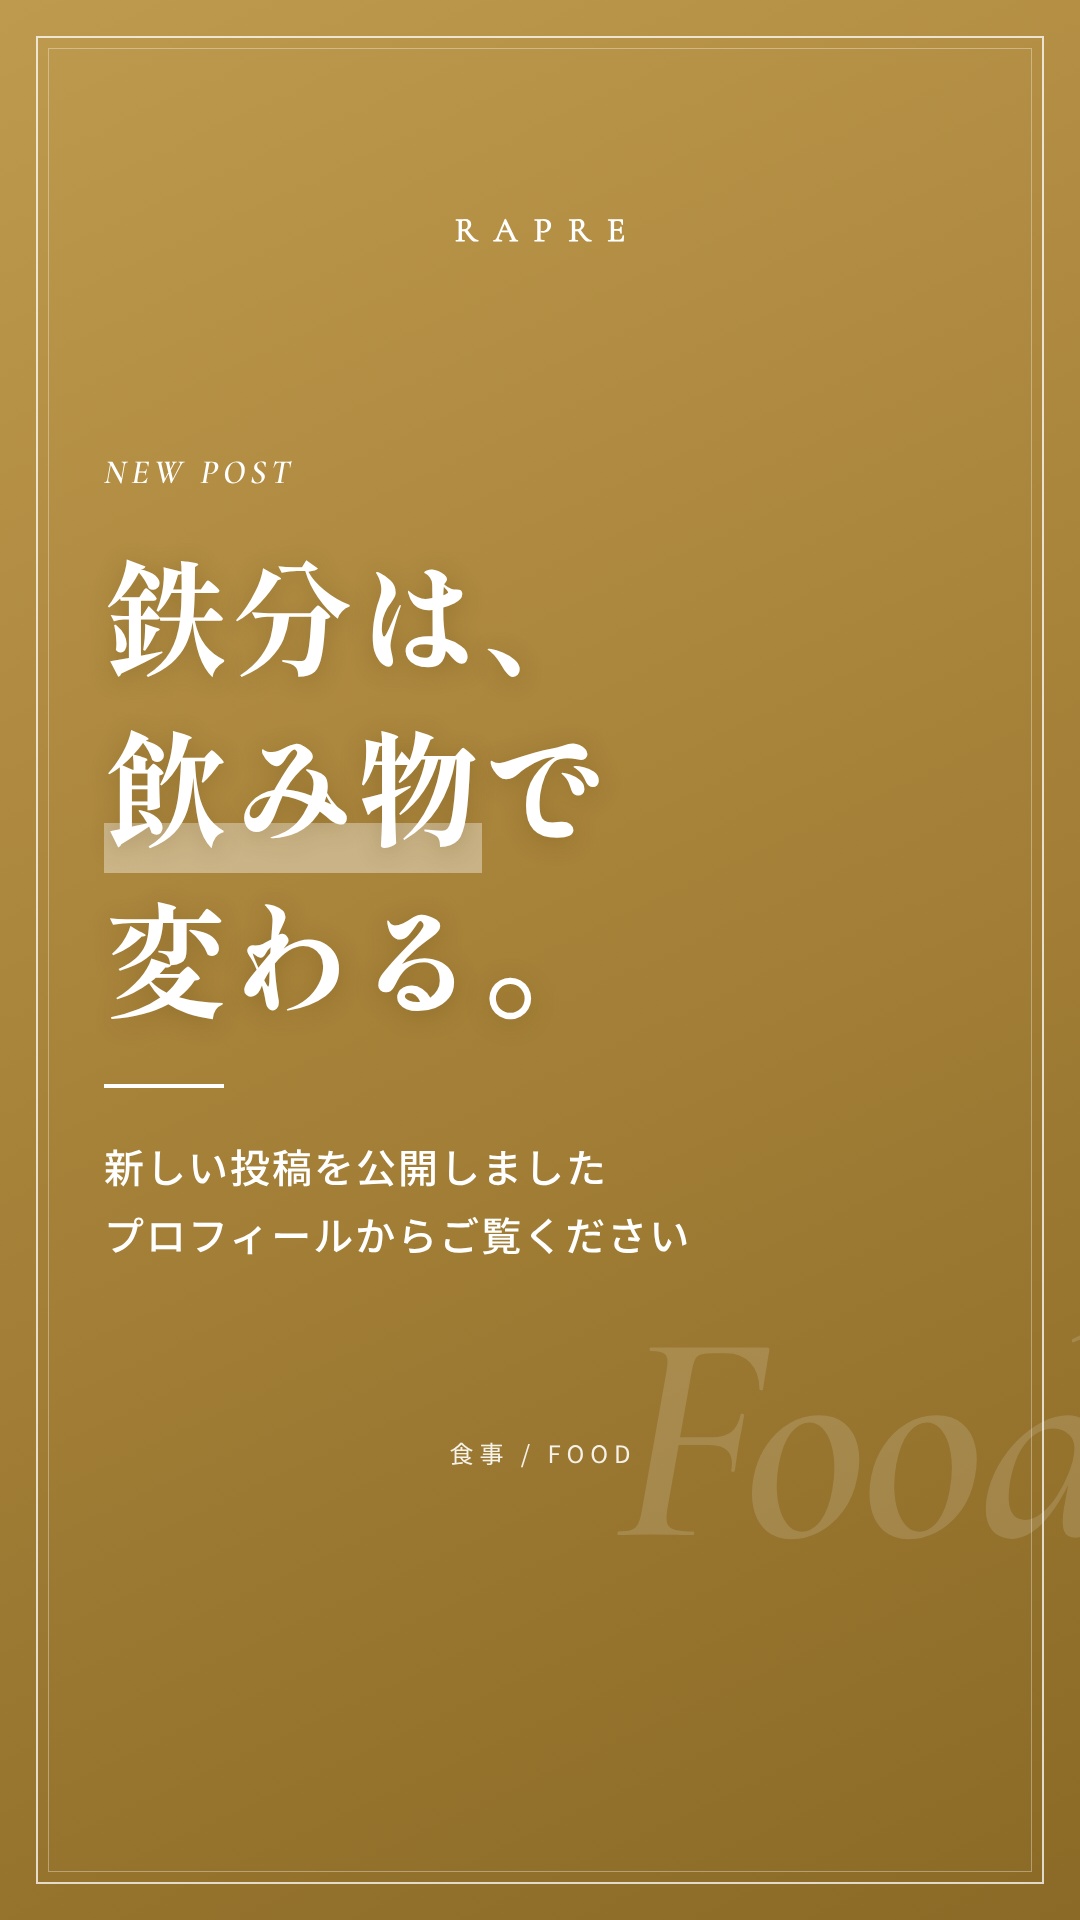 RAPRE
NEW POST
鉄分は、
飲み物で
変わる。
新しい投稿を公開しました
プロフィールからご覧ください
食事 / FOOD
Food